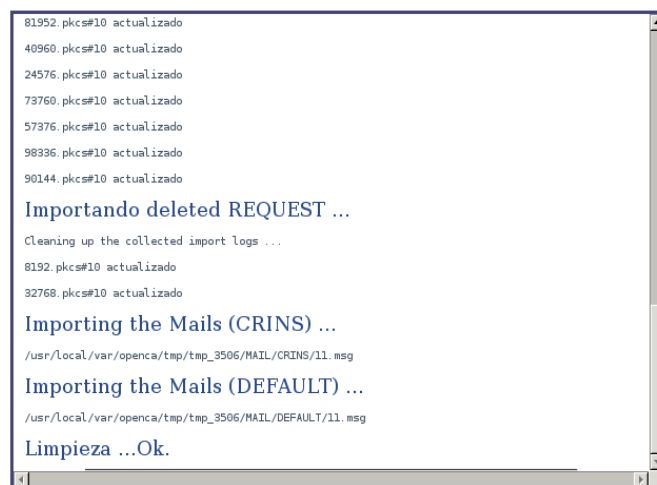 81952.pkcs#10 actualizado
40960.pkcs#10 actualizado
24576.pkcs#10 actualizado
73760.pkcs#10 actualizado
57376.pkcs#10 actualizado
98336.pkcs#10 actualizado
90144.pkcs#10 actualizado
Importando deleted REQUEST ...
Cleaning up the collected import logs ...
8192.pkcs#10 actualizado
32768.pkcs#10 actualizado
Importing the Mails (CRINS) ...
/usr/local/var/openca/tmp/tmp_3506/MAIL/CRINS/11.msg
Importing the Mails (DEFAULT) ...
/usr/local/var/openca/tmp/tmp_3506/MAIL/DEFAULT/11.msg
Limpieza ...Ok.